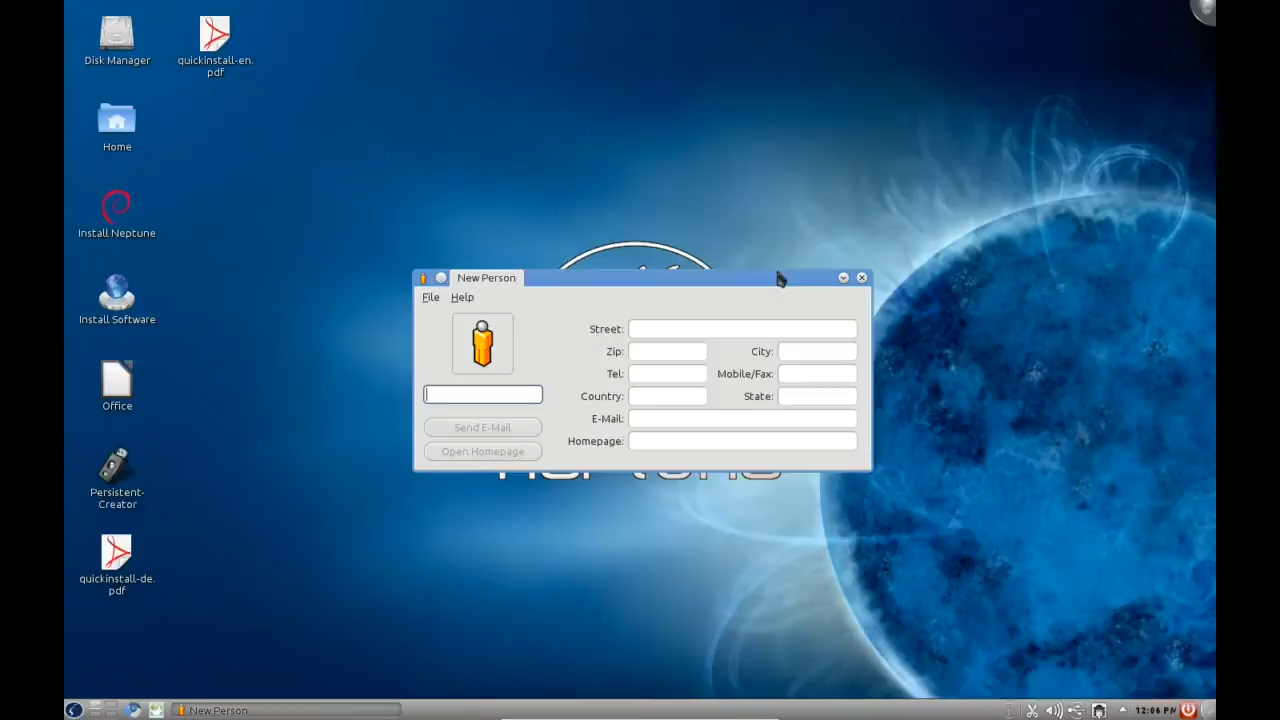 Disk Manager
quickinstall-en.
pdf
Home
Install Neptune
Install Software
Office
Persistent-
Creator
quickinstall-de.
pdf
New Person
File Help
Street:
Zip: City:
Tel: Mobile/Fax:
Country: State:
E-Mail:
Homepage:
Send E-Mail
Open Homepage
New Person
12:06 PM